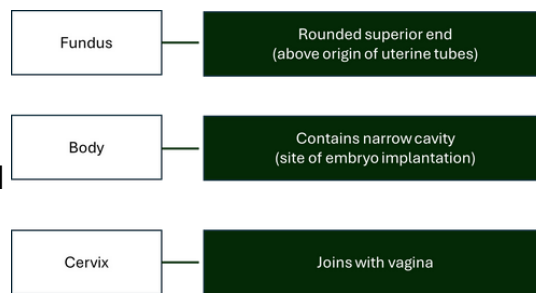 Fundus
Rounded superior end
(above origin of uterine tubes)
Body
Contains narrow cavity
(site of embryo implantation)
Cervix
Joins with vagina